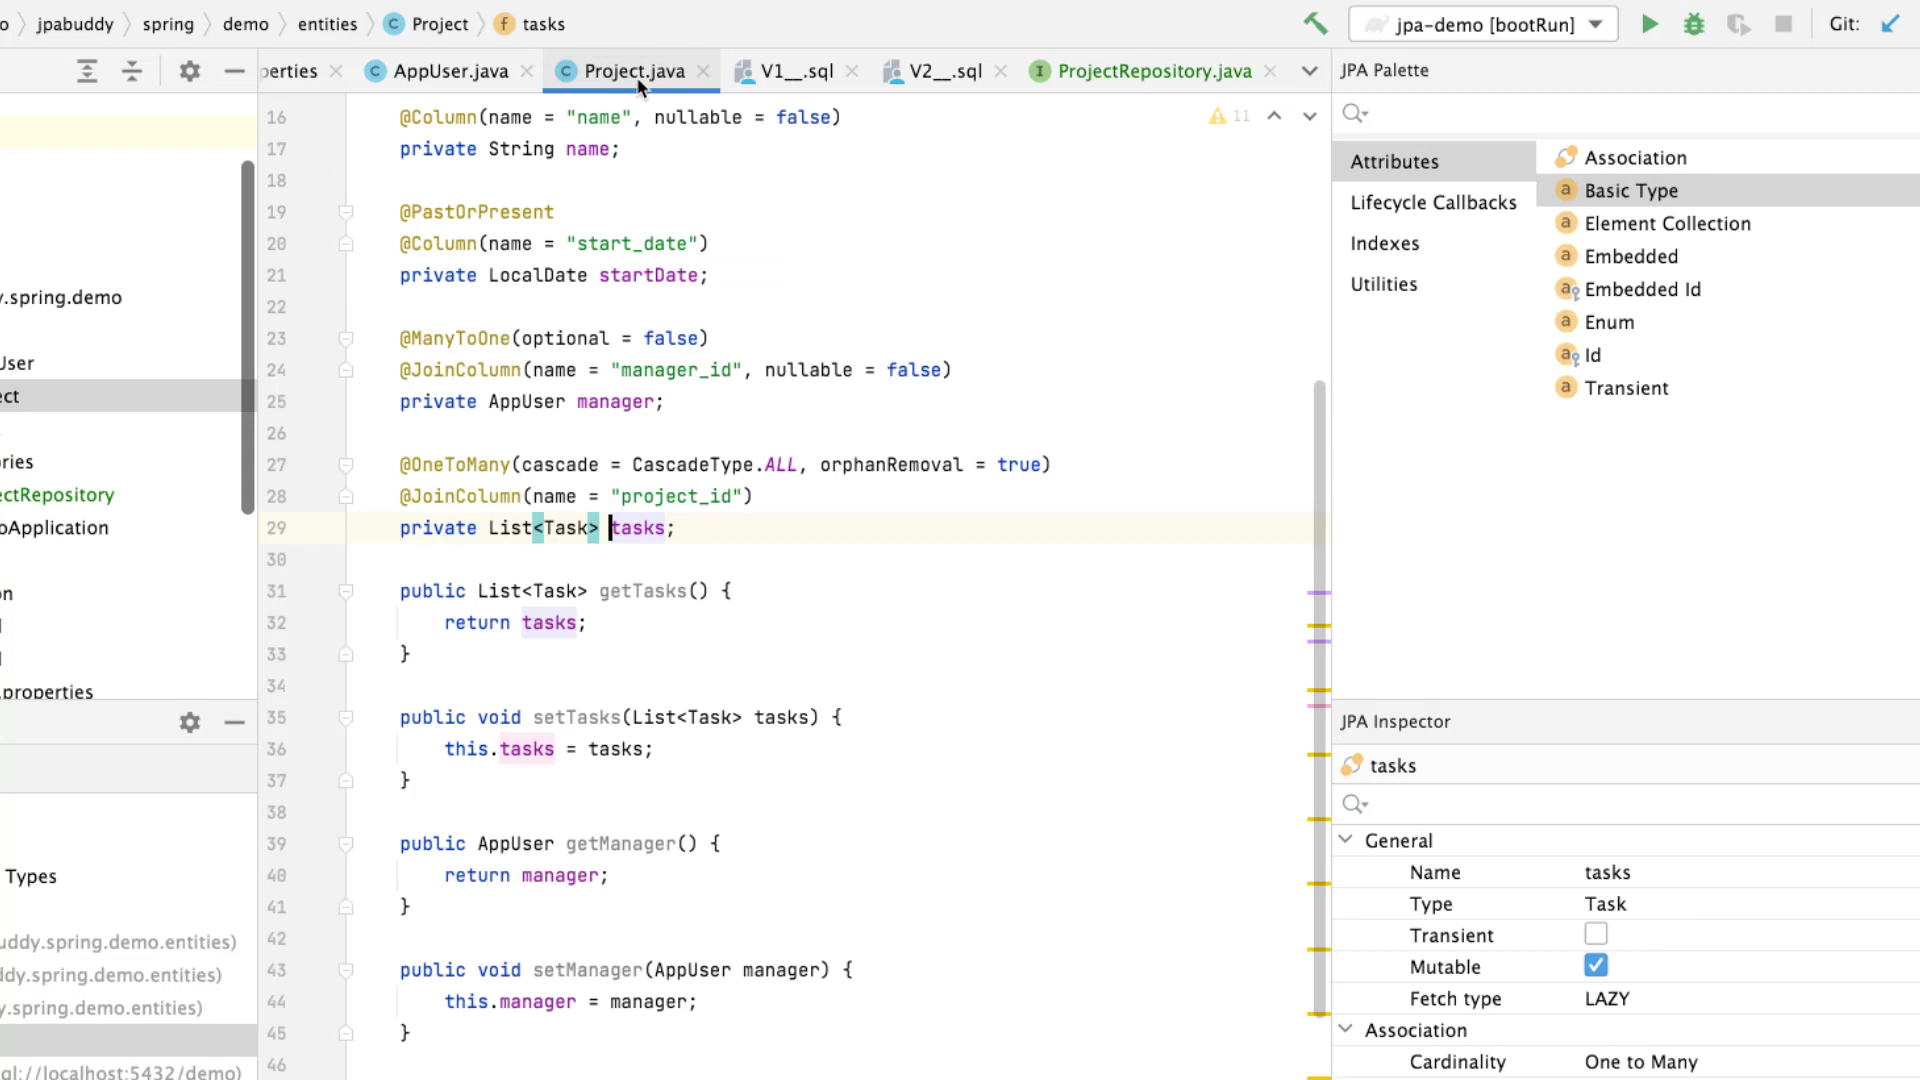 jpabuddy spring demo entities Project tasks
jpa-demo [bootRun] Git:
perties AppUser.java Project.java V1__.sql V2__.sql ProjectRepository.java
JPA Palette
16 @Column(name = "name", nullable = false)
11
17 private String name;
18
19 @PastOrPresent
20 @Column(name = "start_date")
21 private LocalDate startDate;
22
23 @ManyToOne(optional = false)
24 @JoinColumn(name = "manager_id", nullable = false)
25 private AppUser manager;
26
27 @OneToMany(cascade = CascadeType.ALL, orphanRemoval = true)
28 @JoinColumn(name = "project_id")
29 private List<Task> tasks;
30
31 public List<Task> getTasks() {
32 return tasks;
33 }
34
35 public void setTasks(List<Task> tasks) {
36 this.tasks = tasks;
37 }
38
39 public AppUser getManager() {
40 return manager;
41 }
42
43 public void setManager(AppUser manager) {
44 this.manager = manager;
45 }
46
Attributes
Lifecycle Callbacks
Indexes
Utilities
Association
Basic Type
Element Collection
Embedded
Embedded Id
Enum
Id
Transient
JPA Inspector
tasks
General
Name tasks
Type Task
Transient
Mutable
Fetch type LAZY
Association
Cardinality One to Many
y.spring.demo
User
ect
ries
ectRepository
oApplication
on
.properties
Types
uddy.spring.demo.entities)
ddy.spring.demo.entities)
y.spring.demo.entities)
ql://localhost:5432/demo)